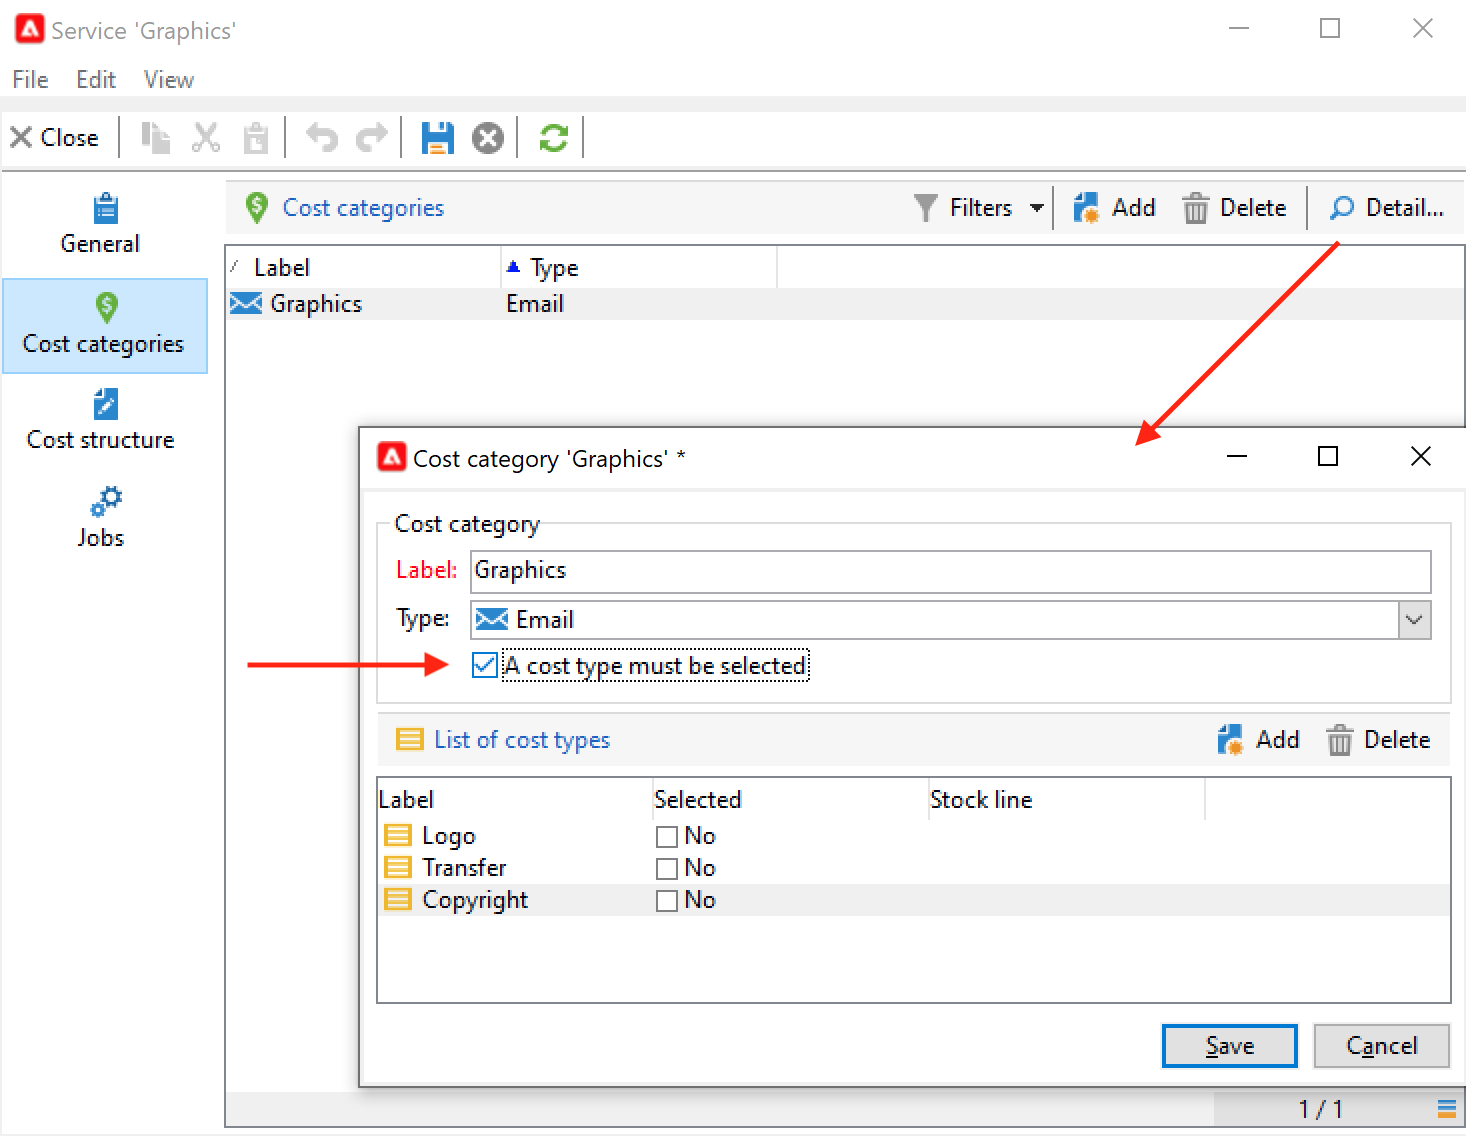 Service 'Graphics'
File Edit View
Close
General
Cost categories
Cost structure
Jobs
Cost categories Filters Add Delete Detail...
Label Type
Graphics Email
Cost category 'Graphics' *
Cost category
Label: Graphics
Type: Email
A cost type must be selected
List of cost types Add Delete
Label Selected Stock line
Logo No
Transfer No
Copyright No
Save Cancel
1 / 1